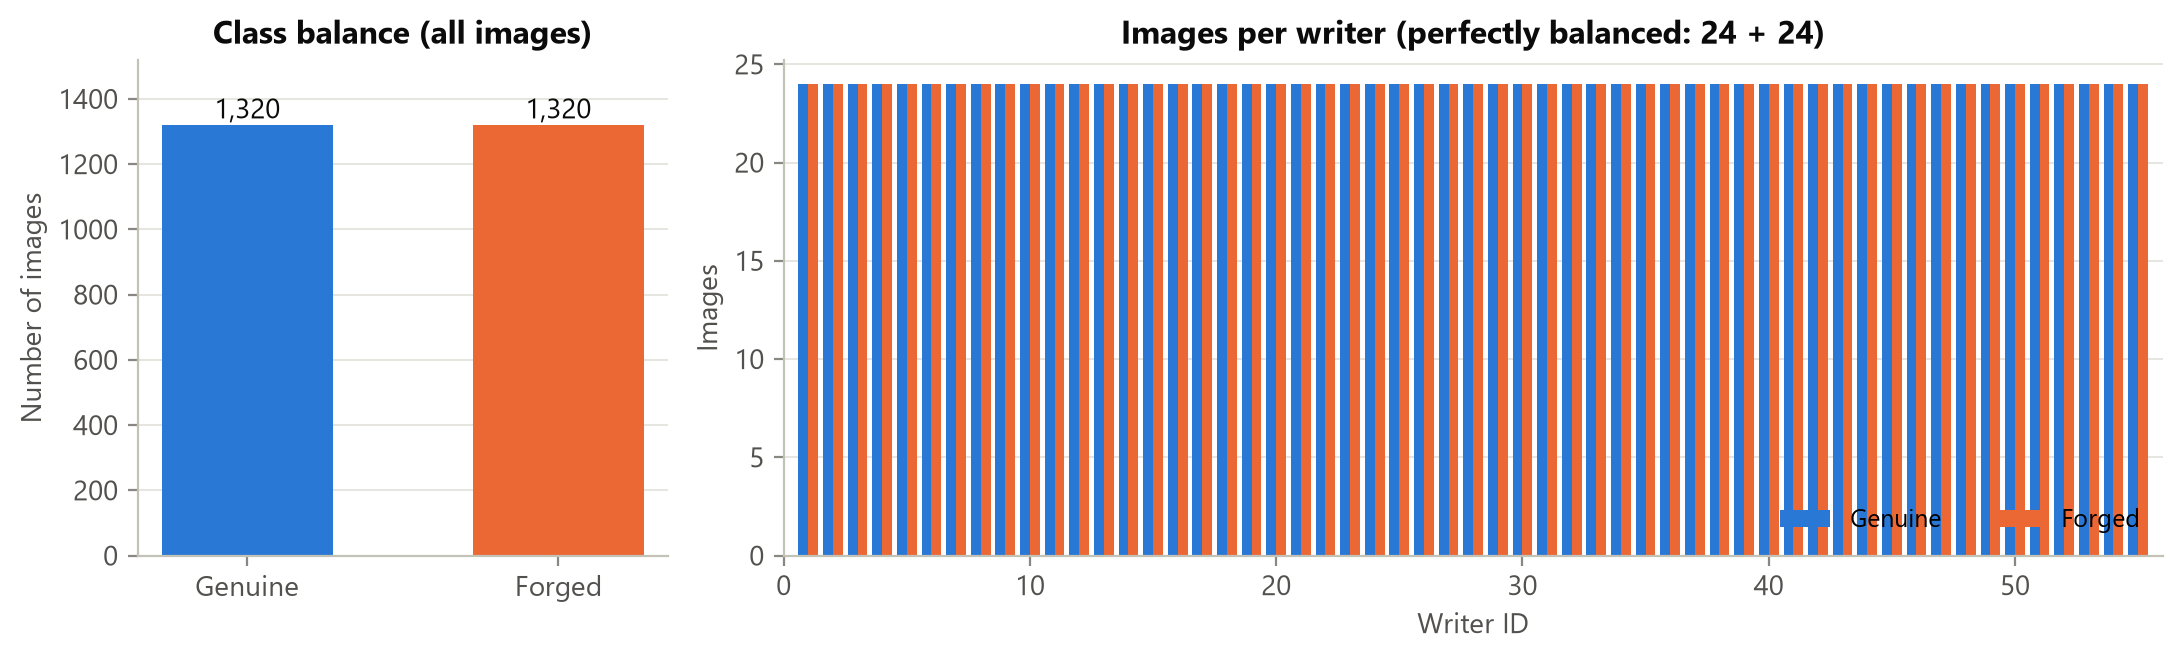 Class balance (all images)
Number of images
1400
1200
1000
800
600
400
200
0
1,320
1,320
Genuine
Forged
Images per writer (perfectly balanced: 24 + 24)
Images
25
20
15
10
5
0
Genuine
Forged
0
10
20
30
40
50
Writer ID